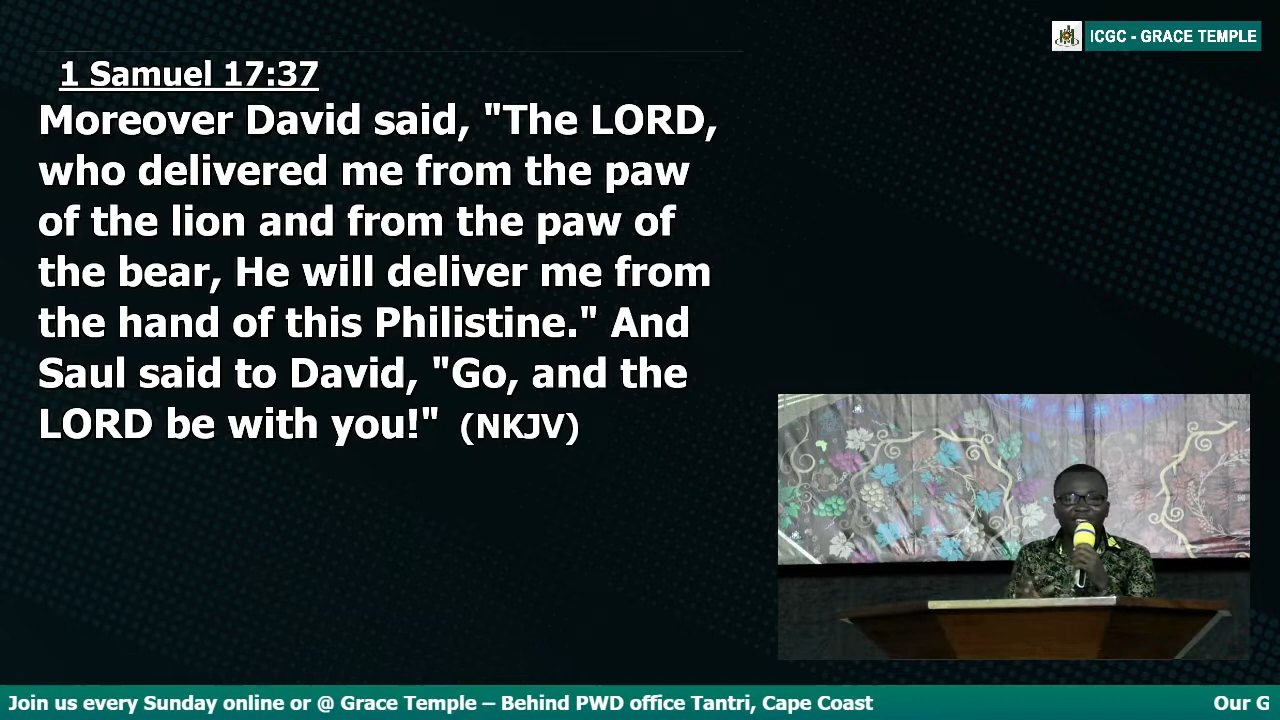 ICGC - GRACE TEMPLE
1 Samuel 17:37
Moreover David said, "The LORD,
who delivered me from the paw
of the lion and from the paw of
the bear, He will deliver me from
the hand of this Philistine." And
Saul said to David, "Go, and the
LORD be with you!" (NKJV)
Join us every Sunday online or @ Grace Temple – Behind PWD office Tantri, Cape Coast
Our G